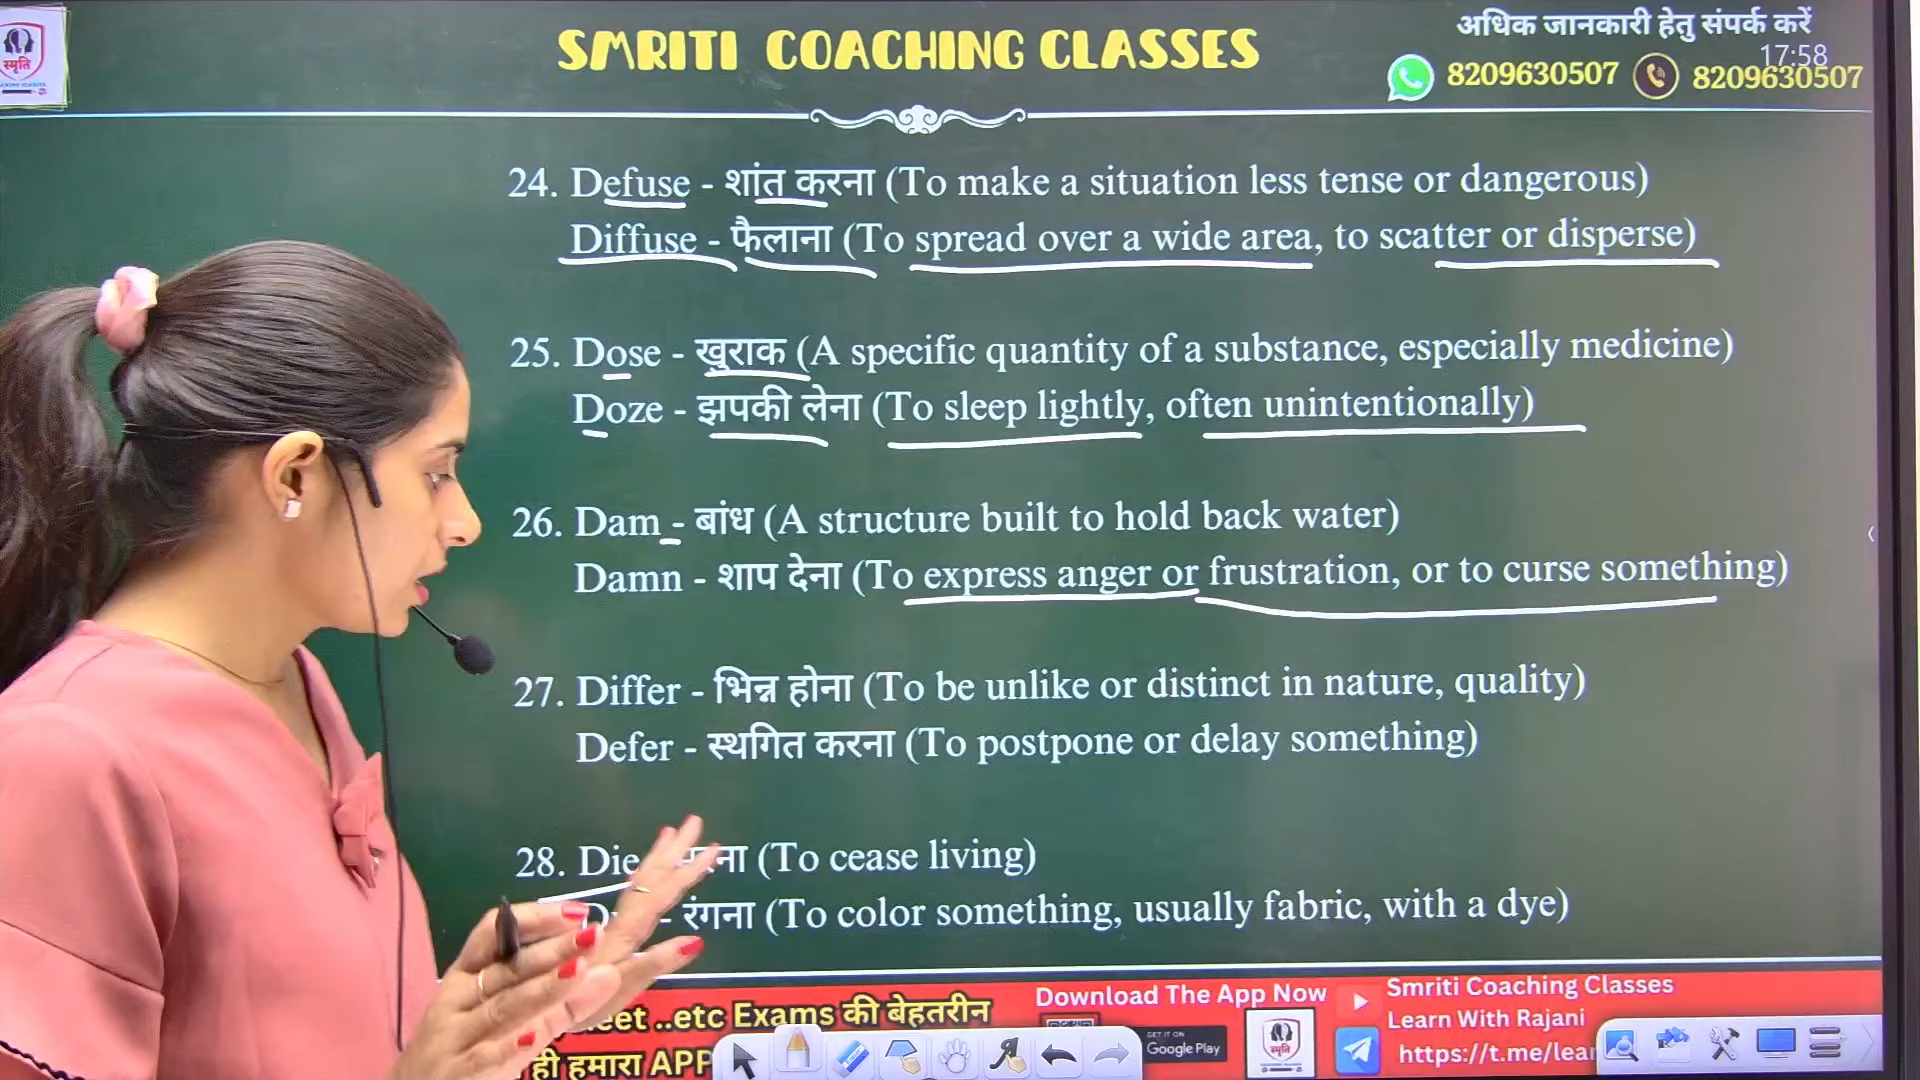 स्मृति
SMRITI COACHING CLASSES
अधिक जानकारी हेतु संपर्क करें
17:58
8209630507 8209630507
24. Defuse - शांत करना (To make a situation less tense or dangerous)
Diffuse - फैलाना (To spread over a wide area, to scatter or disperse)
25. Dose - खुराक (A specific quantity of a substance, especially medicine)
Doze - झपकी लेना (To sleep lightly, often unintentionally)
26. Dam - बांध (A structure built to hold back water)
Damn - शाप देना (To express anger or frustration, or to curse something)
27. Differ - भिन्न होना (To be unlike or distinct in nature, quality)
Defer - स्थगित करना (To postpone or delay something)
28. Die (To cease living)
- रंगना (To color something, usually fabric, with a dye)
..etc Exams की बेहतरीन
ही हमारा APP
Download The App Now
GET IT ON
Google Play
स्मृति
Smriti Coaching Classes
Learn With Rajani
https://t.me/lear